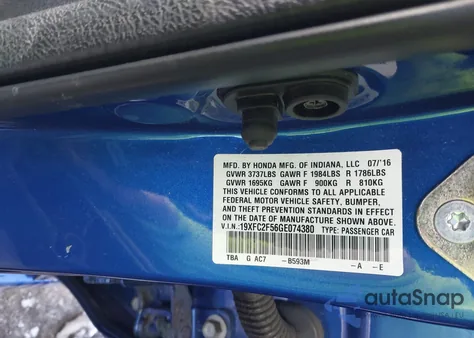 MFD. BY HONDA MFG. OF INDIANA, LLC 07/'16
GVWR 3737LBS GAWR F 1984LBS R 1786LBS
GVWR 1695KG GAWR F 900KG R 810KG
THIS VEHICLE CONFORMS TO ALL APPLICABLE
FEDERAL MOTOR VEHICLE SAFETY, BUMPER,
AND THEFT PREVENTION STANDARDS IN EFFECT
ON THE DATE OF MANUFACTURE SHOWN ABOVE.
V.I.N.: 19XFC2F56GE074380 TYPE: PASSENGER CAR
TBA G AC7 -B593M -A -E
autoSnap